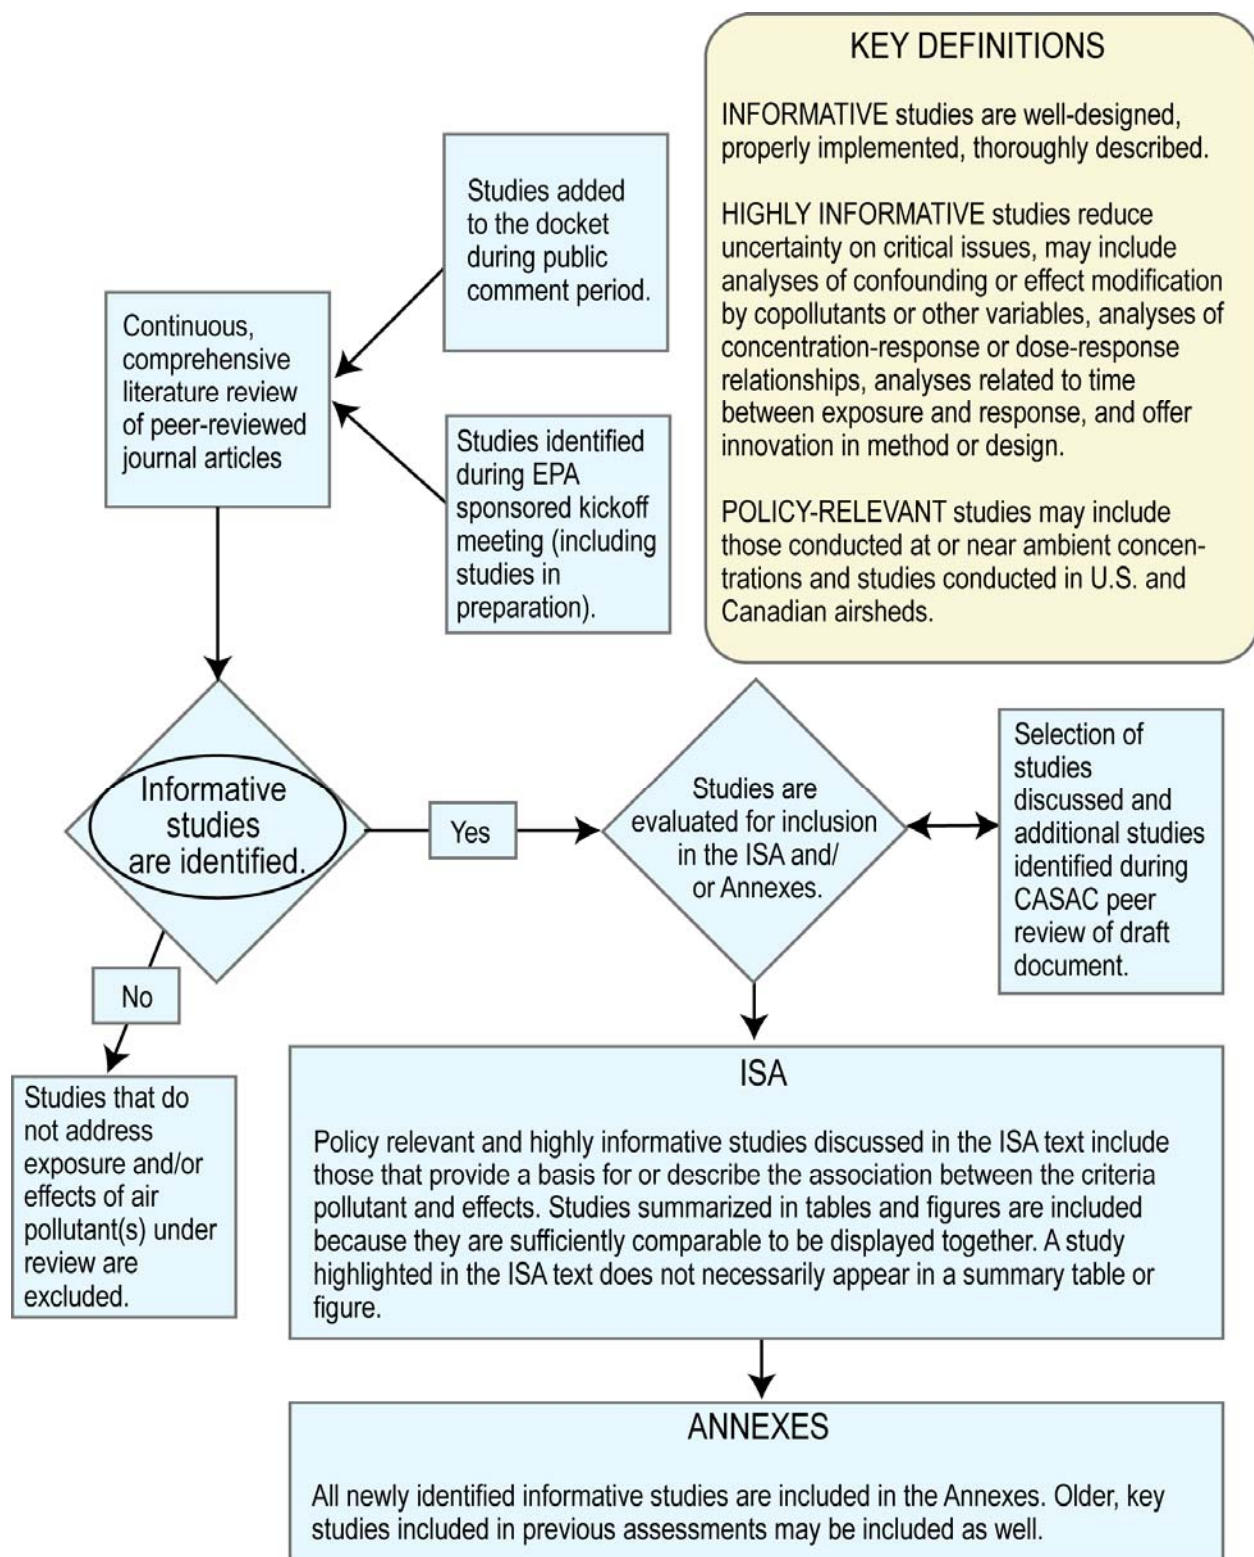 KEY DEFINITIONS
INFORMATIVE studies are well-designed,
properly implemented, thoroughly described.
HIGHLY INFORMATIVE studies reduce
uncertainty on critical issues, may include
analyses of confounding or effect modification
by copollutants or other variables, analyses of
concentration-response or dose-response
relationships, analyses related to time
between exposure and response, and offer
innovation in method or design.
POLICY-RELEVANT studies may include
those conducted at or near ambient concen-
trations and studies conducted in U.S. and
Canadian airsheds.
Studies added
to the docket
during public
comment period.
Continuous,
comprehensive
literature review
of peer-reviewed
journal articles
Studies identified
during EPA
sponsored kickoff
meeting (including
studies in
preparation).
Informative
studies
are identified.
Yes
Studies are
evaluated for inclusion
in the ISA and/
or Annexes.
Selection of
studies
discussed and
additional studies
identified during
CASAC peer
review of draft
document.
No
Studies that do
not address
exposure and/or
effects of air
pollutant(s) under
review are
excluded.
ISA
Policy relevant and highly informative studies discussed in the ISA text include
those that provide a basis for or describe the association between the criteria
pollutant and effects. Studies summarized in tables and figures are included
because they are sufficiently comparable to be displayed together. A study
highlighted in the ISA text does not necessarily appear in a summary table or
figure.
ANNEXES
All newly identified informative studies are included in the Annexes. Older, key
studies included in previous assessments may be included as well.